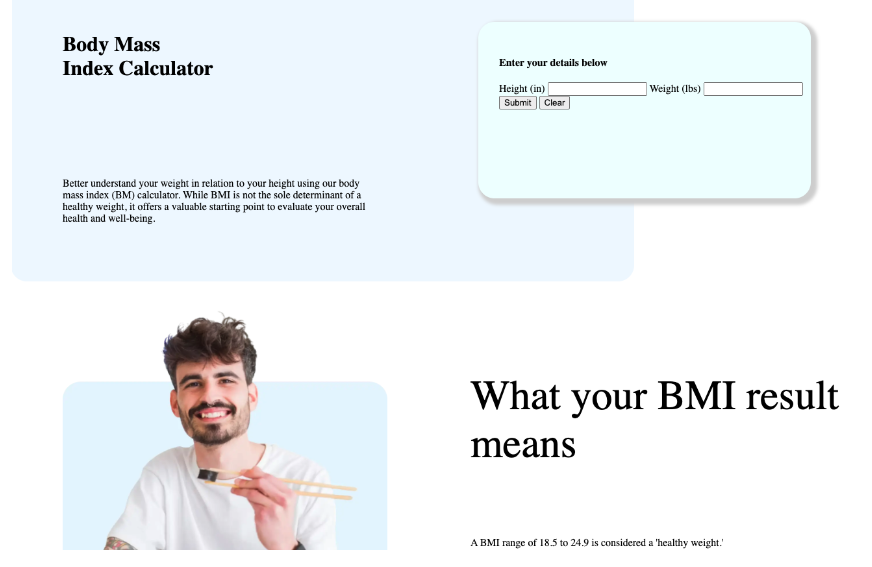 Body Mass
Index Calculator
Enter your details below
Height (in) Weight (lbs)
Submit Clear
Better understand your weight in relation to your height using our body
mass index (BM) calculator. While BMI is not the sole determinant of a
healthy weight, it offers a valuable starting point to evaluate your overall
health and well-being.
What your BMI result
means
A BMI range of 18.5 to 24.9 is considered a 'healthy weight.'